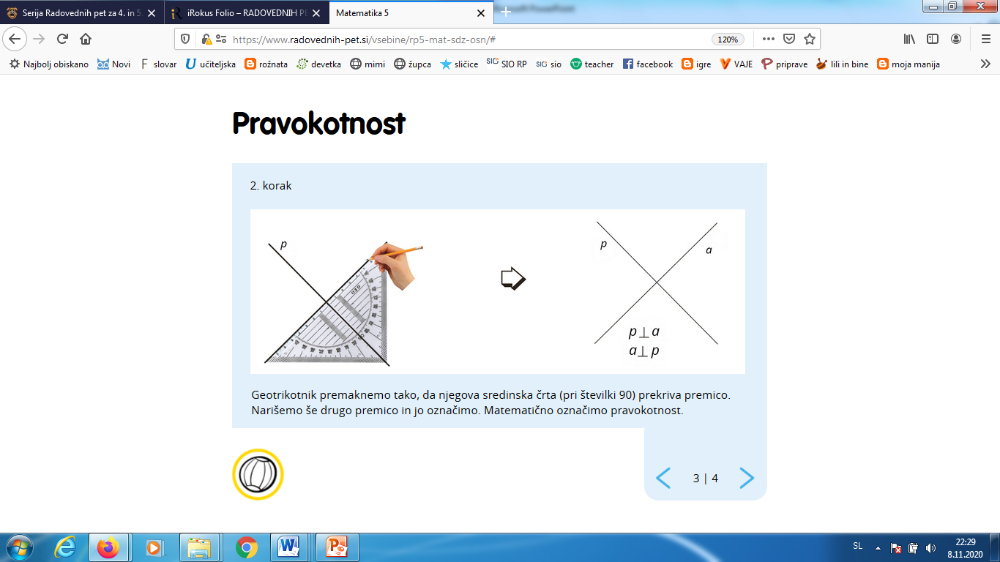 Serija Radovednih pet za 4. in 5.
iRokus Folio – RADOVEDNIH PE
Matematika 5
Microsoft PowerPoint
https://www.radovednih-pet.si/vsebine/rp5-mat-sdz-osn/#
120%
Najbolj obiskano
Novi
slovar
učiteljska
rožnata
devetka
mimi
župca
sličice
SIO RP
sio
teacher
facebook
igre
VAJE
priprave
lili in bine
moja manija
Pravokotnost
2. korak
p
GEO
p
a
p⊥a
a⊥p
Geotrikotnik premaknemo tako, da njegova sredinska črta (pri številki 90) prekriva premico.
Narišemo še drugo premico in jo označimo. Matematično označimo pravokotnost.
3 | 4
SL
22:29
8.11.2020